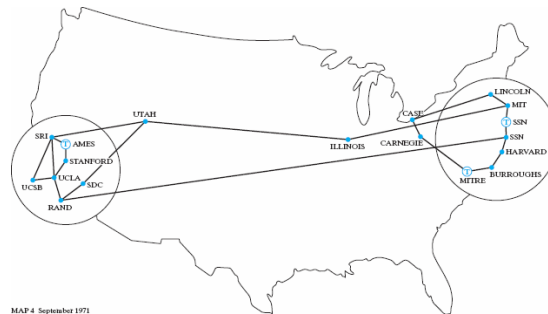 LINCOLN
MIT
CASE
UTAH
T SSN
SRI
T AMES
SSN
ILLINOIS
CARNEGIE
HARVARD
STANFORD
T
UCLA
SDC
MITRE
BURROUGHS
UCSB
RAND
MAP 4 September 1971